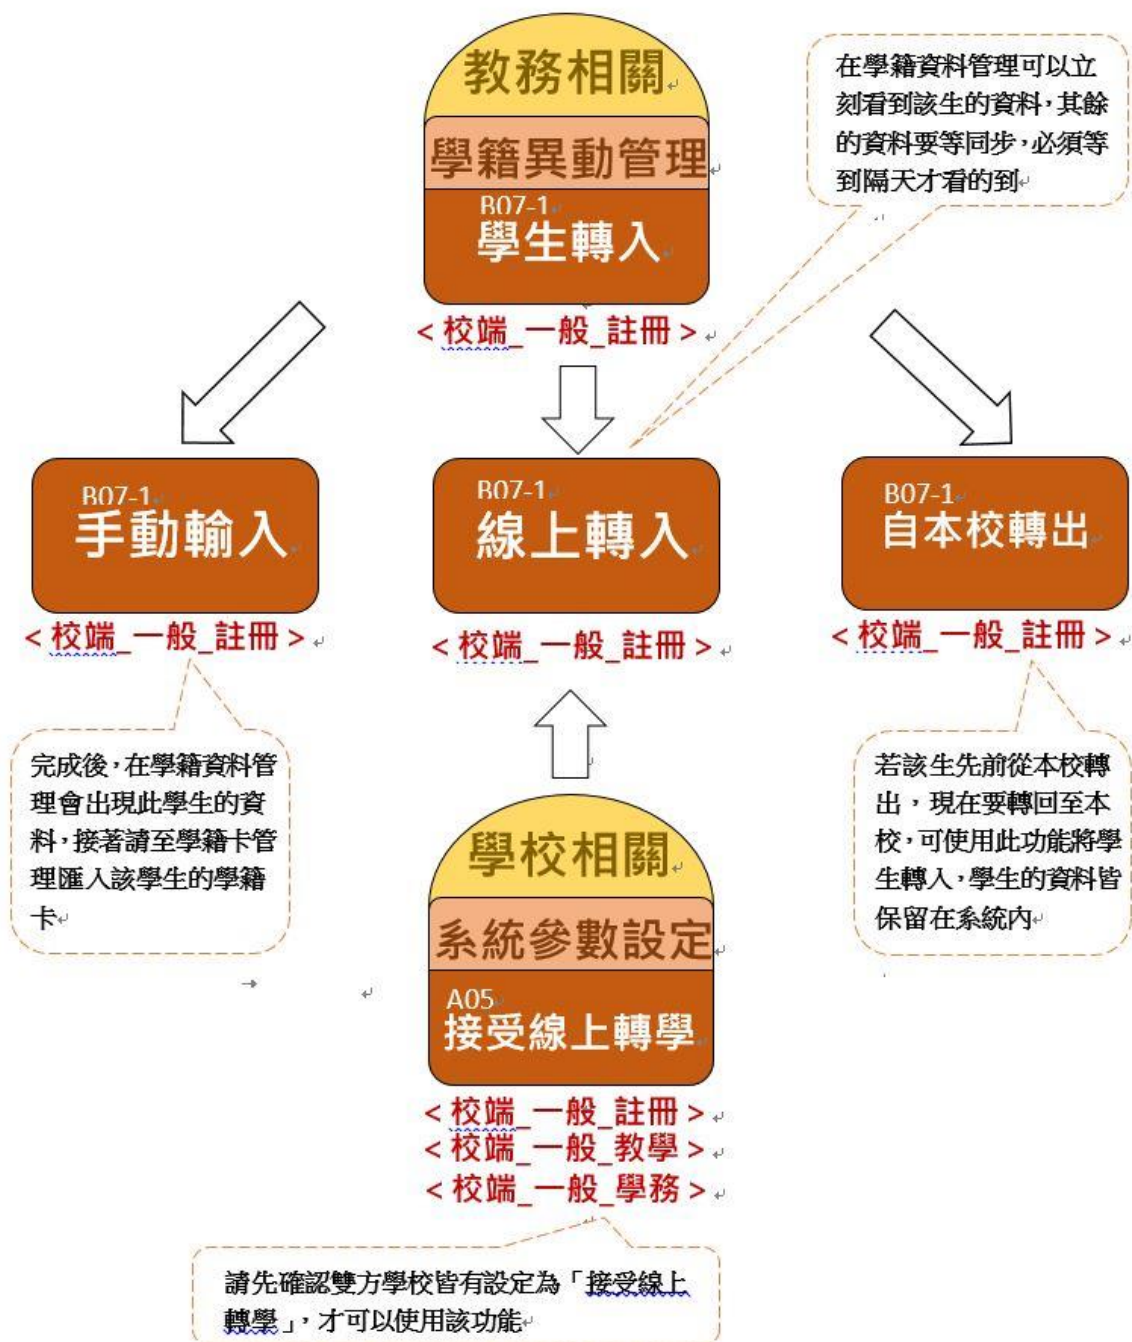 教務相關
學籍異動管理
B07-1
學生轉入
<校端_一般_註冊>
在學籍資料管理可以立
刻看到該生的資料，其餘
的資料要等同步，必須等
到隔天才看的到
B07-1
手動輸入
<校端_一般_註冊>
完成後，在學籍資料管
理會出現此學生的資
料，接著請至學籍卡管
理匯入該學生的學籍
卡
B07-1
線上轉入
<校端_一般_註冊>
B07-1
自本校轉出
<校端_一般_註冊>
若該生先前從本校轉
出，現在要轉回至本
校，可使用此功能將學
生轉入，學生的資料皆
保留在系統內
學校相關
系統參數設定
A05
接受線上轉學
<校端_一般_註冊>
<校端_一般_教學>
<校端_一般_學務>
請先確認雙方學校皆有設定為「接受線上
轉學」，才可以使用該功能